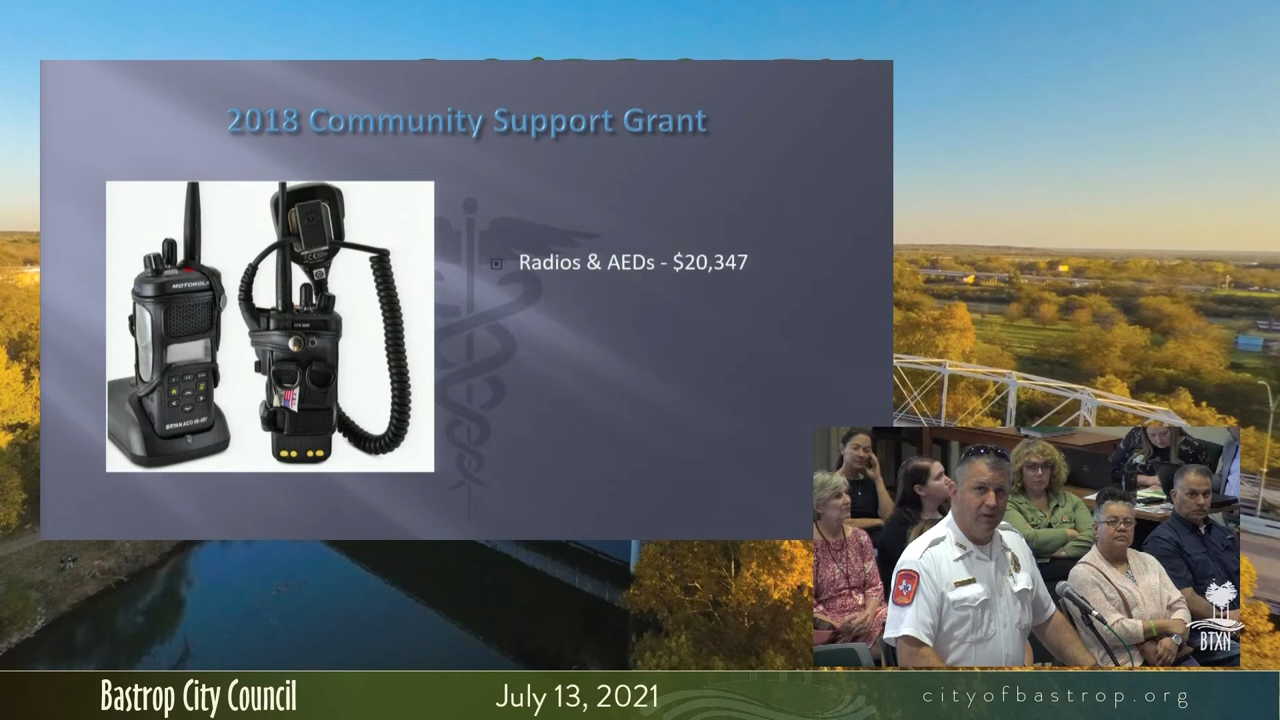 2018 Community Support Grant
MOTOROLA
Radios & AEDs - $20,347
BTXN
Bastrop City Council
July 13, 2021
cityofbastrop.org